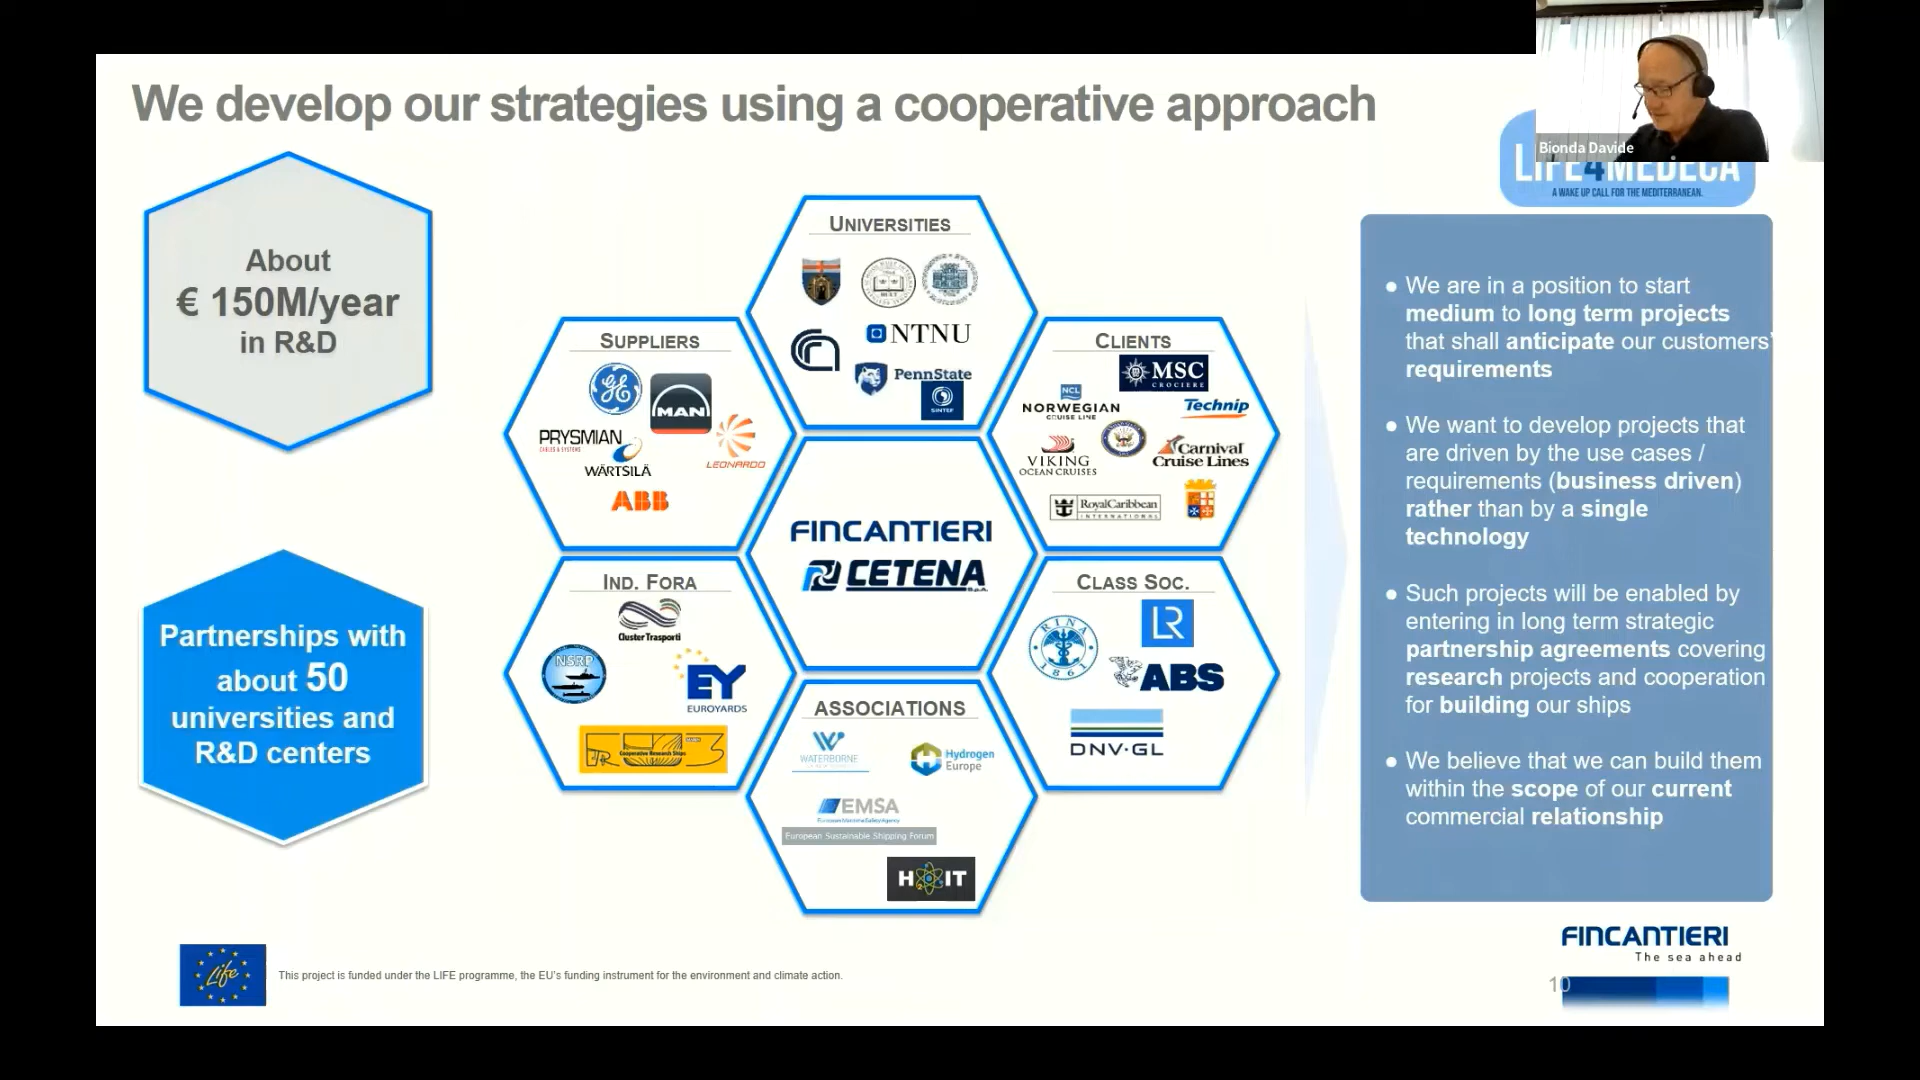 We develop our strategies using a cooperative approach
Bionda Davide
LIFE4MEDECA
A WAKE UP CALL FOR THE MEDITERRANEAN.
About
€ 150M/year
in R&D
Partnerships with
about 50
universities and
R&D centers
UNIVERSITIES
NTNU
PennState
SINTEF
SUPPLIERS
GE
MAN
PRYSMIAN
CABLES & SYSTEMS
WÄRTSILÄ
LEONARDO
ABB
CLIENTS
MSC
CROCIERE
NCL
NORWEGIAN
CRUISE LINE
Technip
VIKING
OCEAN CRUISES
Carnival
Cruise Lines
RoyalCaribbean
INTERNATIONAL
FINCANTIERI
CETENA
S.p.A.
IND. FORA
Cluster Trasporti
NSRP
EY
EUROYARDS
Cooperative Research Ships
CLASS SOC.
RINA
1861
LR
ABS
DNV·GL
ASSOCIATIONS
WATERBORNE
Hydrogen
Europe
EMSA
European Maritime Safety Agency
European Sustainable Shipping Forum
H2IT
● We are in a position to start
medium to long term projects
that shall anticipate our customers'
requirements
● We want to develop projects that
are driven by the use cases /
requirements (business driven)
rather than by a single
technology
● Such projects will be enabled by
entering in long term strategic
partnership agreements covering
research projects and cooperation
for building our ships
● We believe that we can build them
within the scope of our current
commercial relationship
Life
This project is funded under the LIFE programme, the EU's funding instrument for the environment and climate action.
FINCANTIERI
The sea ahead
10